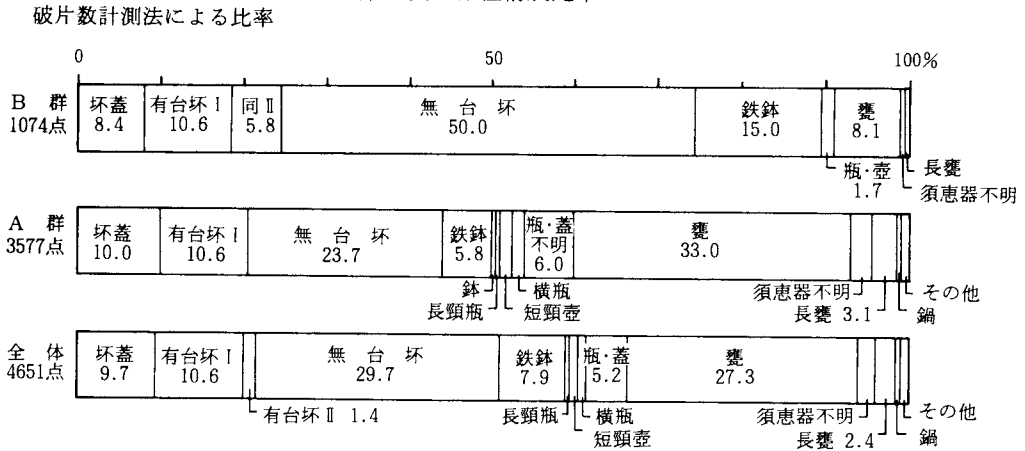 破片数計測法による比率
0 50 100%
B 群
1074点
坏蓋 有台坏Ⅰ 同Ⅱ 無台坏 鉄鉢 甕
8.4 10.6 5.8 50.0 15.0 8.1
瓶・壺 長甕
1.7 須恵器不明
A 群
3577点
坏蓋 有台坏Ⅰ 無台坏 鉄鉢 瓶・蓋 甕
不明
10.0 10.6 23.7 5.8 6.0 33.0
鉢 横瓶 須恵器不明 その他
長頸瓶 短頸壺 長甕 3.1 鍋
全 体
4651点
坏蓋 有台坏Ⅰ 無台坏 鉄鉢 瓶・蓋 甕
9.7 10.6 29.7 7.9 5.2 27.3
有台坏Ⅱ 1.4 長頸瓶 横瓶 須恵器不明 その他
短頸壺 長甕 2.4 鍋